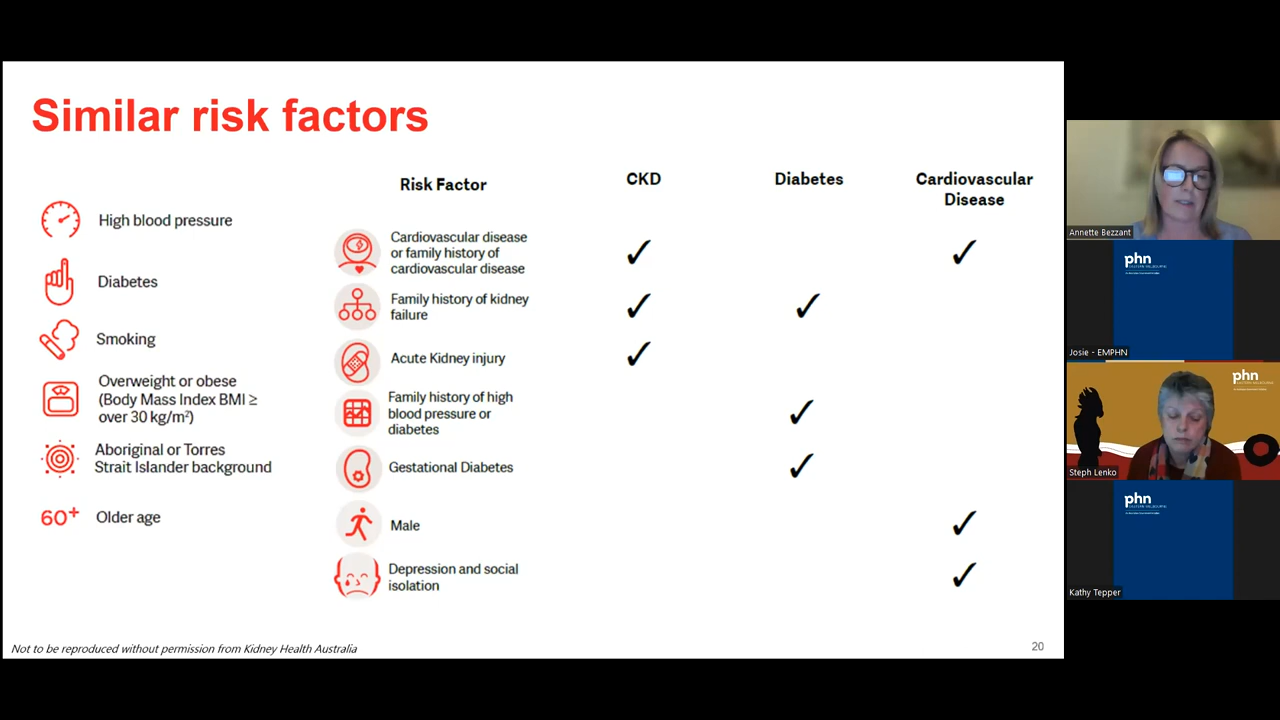 Similar risk factors
High blood pressure
Diabetes
Smoking
Overweight or obese
(Body Mass Index BMI ≥
over 30 kg/m²)
Aboriginal or Torres
Strait Islander background
60+ Older age
Risk Factor CKD Diabetes Cardiovascular
Disease
Cardiovascular disease
or family history of
cardiovascular disease ✓ ✓
Family history of kidney
failure ✓ ✓
Acute Kidney injury ✓
Family history of high
blood pressure or
diabetes ✓
Gestational Diabetes ✓
Male ✓
Depression and social
isolation ✓
Not to be reproduced without permission from Kidney Health Australia
20
Annette Bezzant
phn
Josie - EMPHN
phn
Steph Lenko
phn
Kathy Tepper